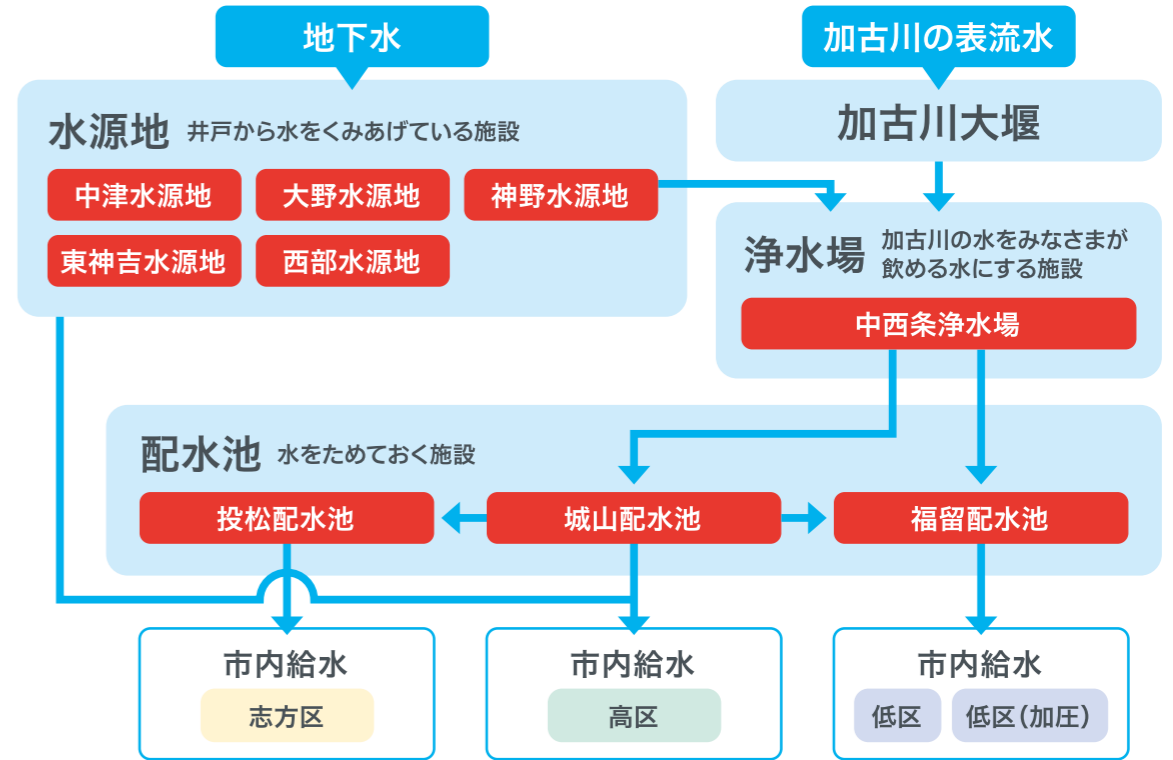 地下水
加古川の表流水
水源地 井戸から水をくみあげている施設
中津水源地
大野水源地
神野水源地
東神吉水源地
西部水源地
加古川大堰
浄水場
加古川の水をみなさまが
飲める水にする施設
中西条浄水場
配水池 水をためておく施設
投松配水池
城山配水池
福留配水池
市内給水
志方区
市内給水
高区
市内給水
低区
低区（加圧）